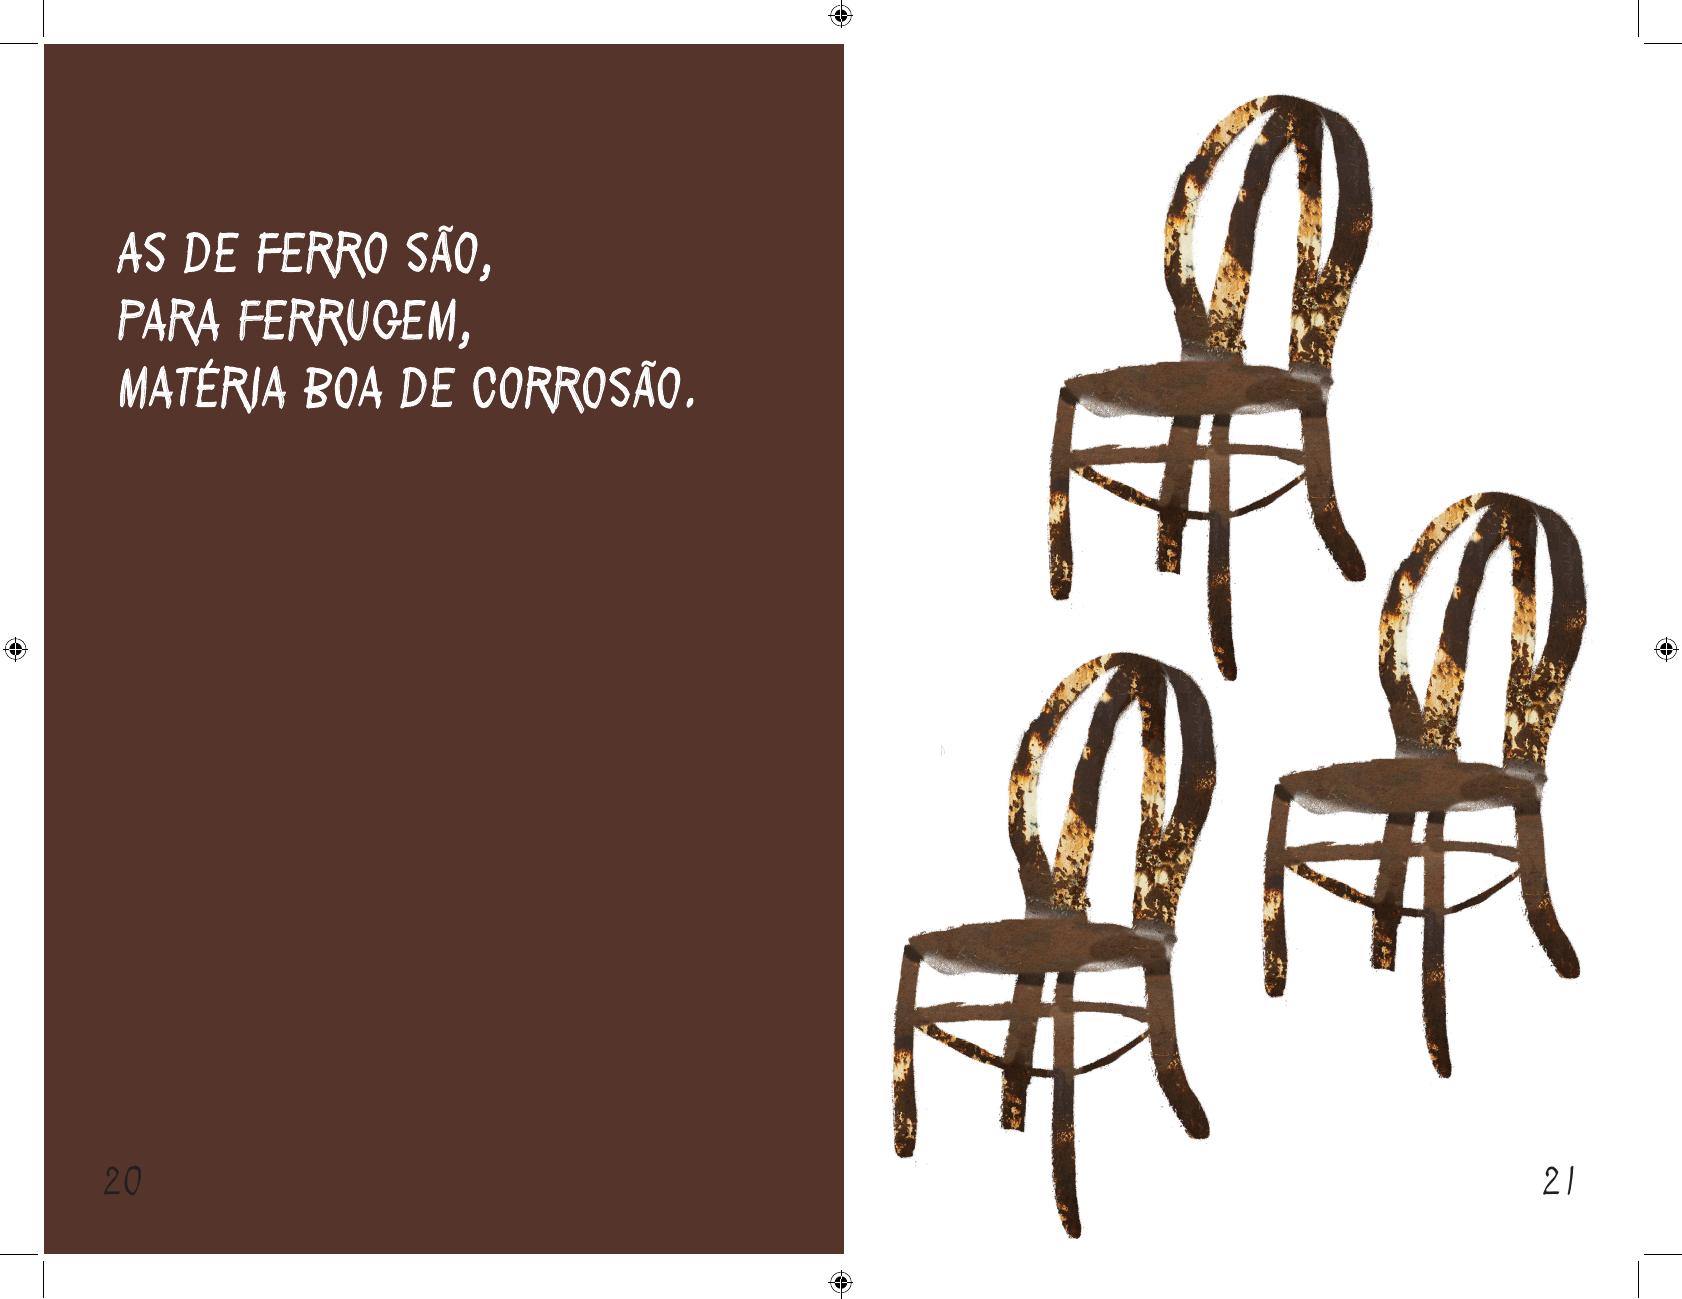 AS DE FERRO SÃO,
PARA FERRUGEM,
MATÉRIA BOA DE CORROSÃO.
20
21